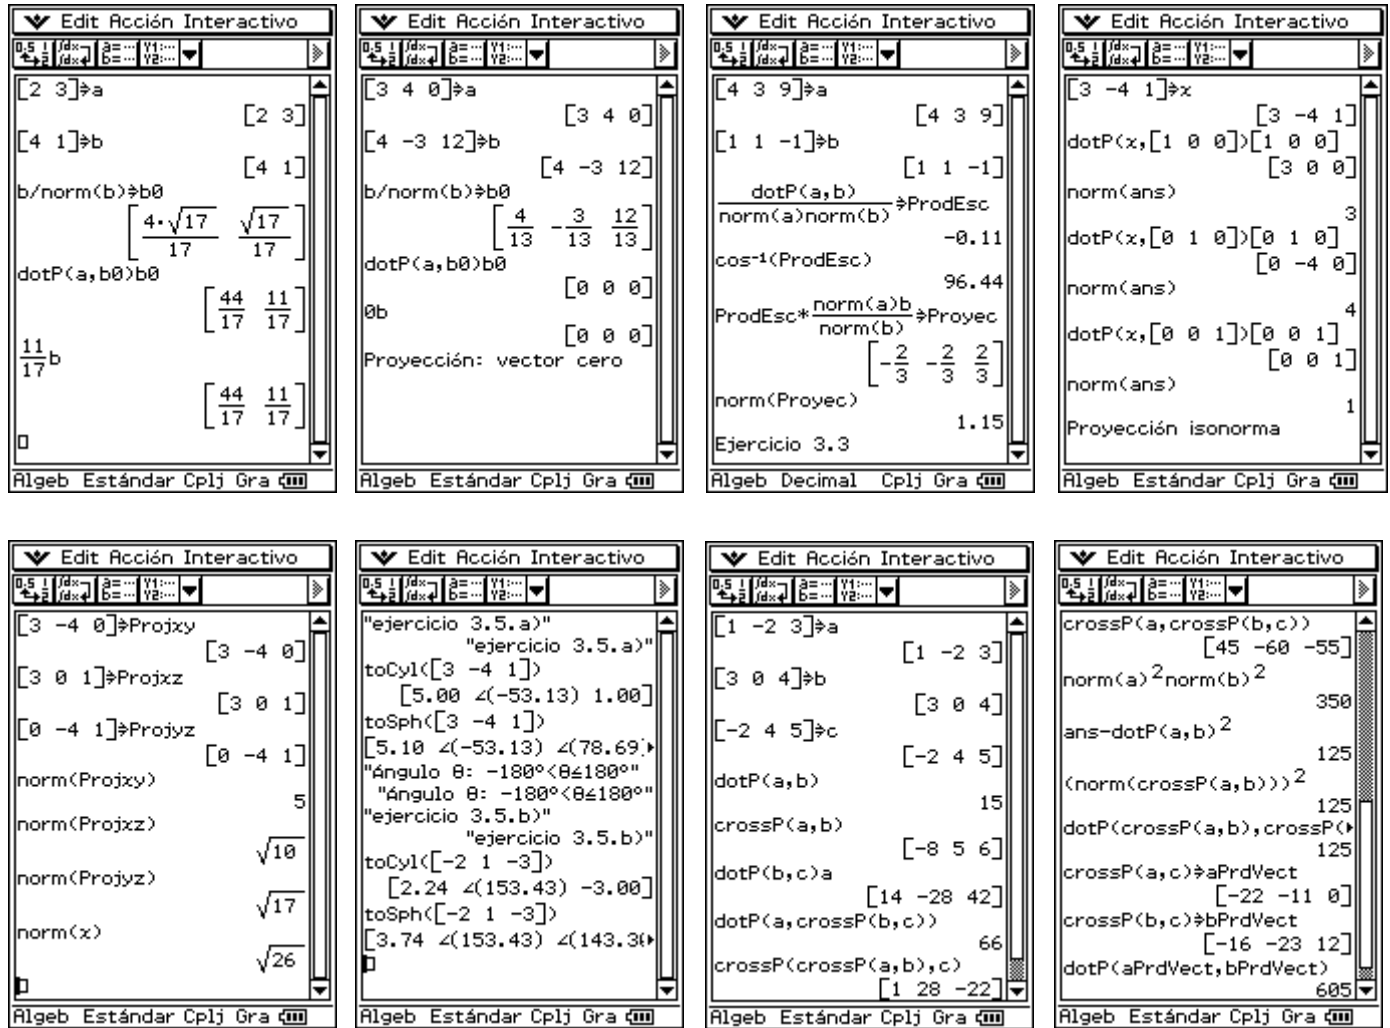 Edit Acción Interactivo
[2 3]⇒a
[2 3]
[4 1]⇒b
[4 1]
b/norm(b)⇒b0
[4·√17/17 √17/17]
dotP(a,b0)b0
[44/17 11/17]
11/17b
[44/17 11/17]
Algeb Estándar Cplj Gra
Edit Acción Interactivo
[3 4 0]⇒a
[3 4 0]
[4 -3 12]⇒b
[4 -3 12]
b/norm(b)⇒b0
[4/13 -3/13 12/13]
dotP(a,b0)b0
[0 0 0]
0b
[0 0 0]
Proyección: vector cero
Algeb Estándar Cplj Gra
Edit Acción Interactivo
[4 3 9]⇒a
[4 3 9]
[1 1 -1]⇒b
[1 1 -1]
dotP(a,b)/norm(a)norm(b)⇒ProdEsc
-0.11
cos⁻¹(ProdEsc)
96.44
ProdEsc*norm(a)b/norm(b)⇒Proyec
[-2/3 -2/3 2/3]
norm(Proyec)
1.15
Ejercicio 3.3
Algeb Decimal Cplj Gra
Edit Acción Interactivo
[3 -4 1]⇒x
[3 -4 1]
dotP(x,[1 0 0])[1 0 0]
[3 0 0]
norm(ans)
3
dotP(x,[0 1 0])[0 1 0]
[0 -4 0]
norm(ans)
4
dotP(x,[0 0 1])[0 0 1]
[0 0 1]
norm(ans)
1
Proyección isonorma
Algeb Estándar Cplj Gra
Edit Acción Interactivo
[3 -4 0]⇒Projxy
[3 -4 0]
[3 0 1]⇒Projxz
[3 0 1]
[0 -4 1]⇒Projyz
[0 -4 1]
norm(Projxy)
5
norm(Projxz)
√10
norm(Projyz)
√17
norm(x)
√26
Algeb Estándar Cplj Gra
Edit Acción Interactivo
"ejercicio 3.5.a)"
"ejercicio 3.5.a)"
toCyl([3 -4 1])
[5.00 ∠(-53.13) 1.00]
toSph([3 -4 1])
[5.10 ∠(-53.13) ∠(78.69)
"Ángulo θ: -180°<θ≤180°"
"Ángulo θ: -180°<θ≤180°"
"ejercicio 3.5.b)"
"ejercicio 3.5.b)"
toCyl([-2 1 -3])
[2.24 ∠(153.43) -3.00]
toSph([-2 1 -3])
[3.74 ∠(153.43) ∠(143.30
Algeb Estándar Cplj Gra
Edit Acción Interactivo
[1 -2 3]⇒a
[1 -2 3]
[3 0 4]⇒b
[3 0 4]
[-2 4 5]⇒c
[-2 4 5]
dotP(a,b)
15
crossP(a,b)
[-8 5 6]
dotP(b,c)a
[14 -28 42]
dotP(a,crossP(b,c))
66
crossP(crossP(a,b),c)
[1 28 -22]
Algeb Estándar Cplj Gra
Edit Acción Interactivo
crossP(a,crossP(b,c))
[45 -60 -55]
norm(a)²norm(b)²
350
ans-dotP(a,b)²
125
(norm(crossP(a,b)))²
125
dotP(crossP(a,b),crossP(
125
crossP(a,c)⇒aPrdVect
[-22 -11 0]
crossP(b,c)⇒bPrdVect
[-16 -23 12]
dotP(aPrdVect,bPrdVect)
605
Algeb Estándar Cplj Gra